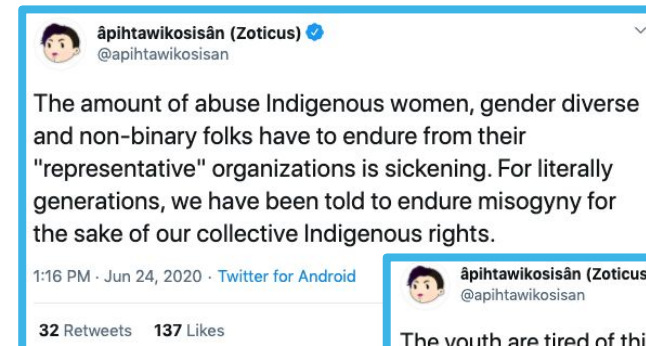 âpihtawikosisân (Zoticus)
@apihtawikosisan
The amount of abuse Indigenous women, gender diverse
and non-binary folks have to endure from their
"representative" organizations is sickening. For literally
generations, we have been told to endure misogyny for
the sake of our collective Indigenous rights.
1:16 PM · Jun 24, 2020 · Twitter for Android
32 Retweets 137 Likes
âpihtawikosisân (Zoticus
@apihtawikosisan
The youth are tired of thi